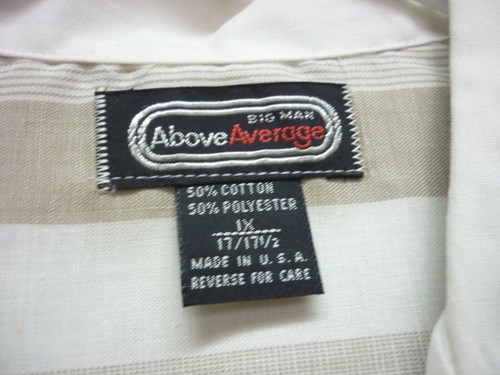 BIG MAN
Above Average
50% COTTON
50% POLYESTER
1X
17/17½
MADE IN U.S.A.
REVERSE FOR CARE